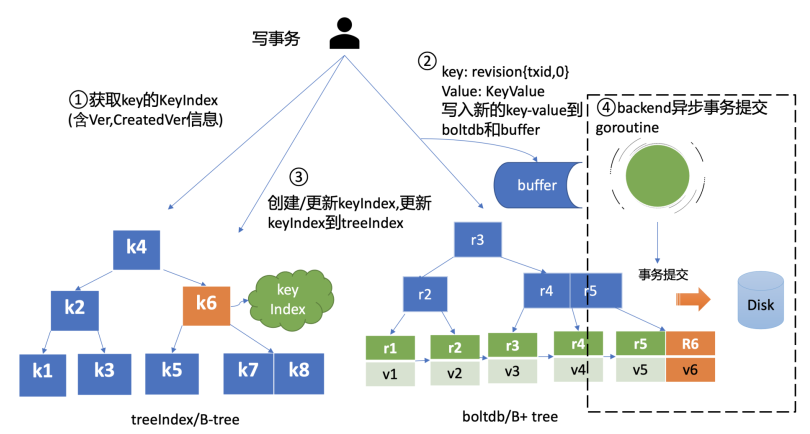 写事务
①获取key的KeyIndex
(含Ver,CreatedVer信息)
②
key: revision{txid,0}
Value: KeyValue
写入新的key-value到
boltdb和buffer
③
创建/更新keyIndex,更新
keyIndex到treeIndex
④backend异步事务提交
goroutine
buffer
事务提交
Disk
k4
k2
k6
key
Index
k1
k3
k5
k7
k8
treeIndex/B-tree
r3
r2
r4
r5
r1
r2
r3
r4
r5
R6
v1
v2
v3
v4
v5
v6
boltdb/B+ tree